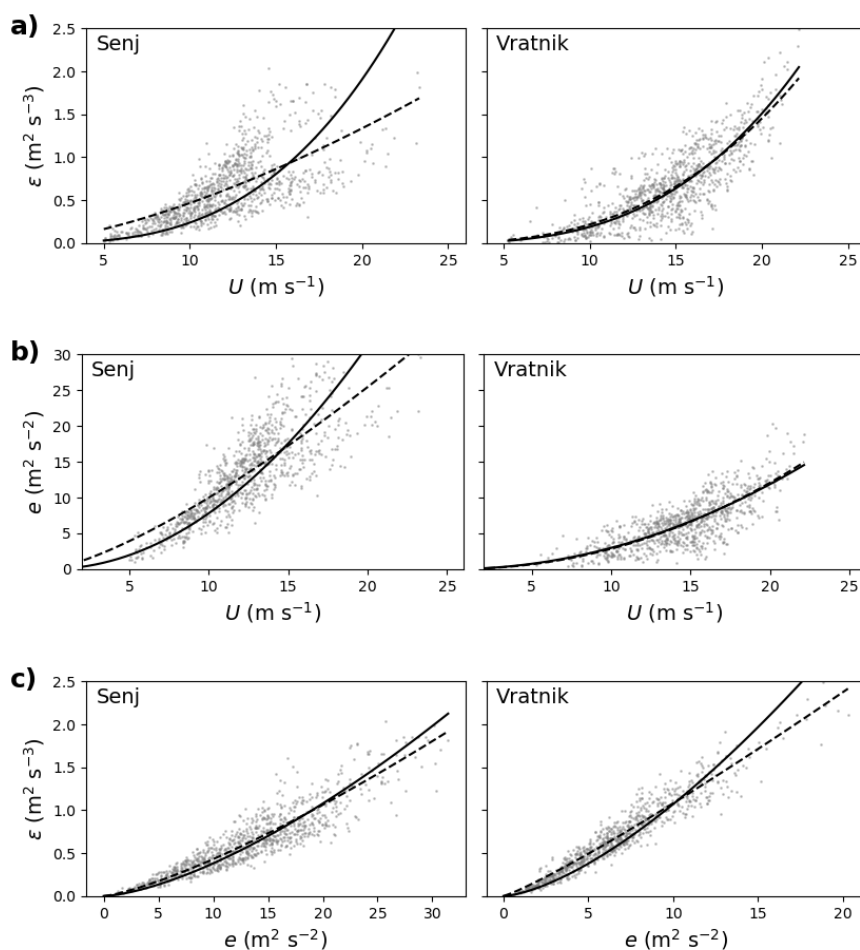 a)
Senj
Vratnik
2.5
2.0
1.5
1.0
0.5
0.0
ε (m² s⁻³)
5 10 15 20 25
5 10 15 20 25
U (m s⁻¹)
U (m s⁻¹)
b)
Senj
Vratnik
30
25
20
15
10
5
0
e (m² s⁻²)
5 10 15 20 25
5 10 15 20 25
U (m s⁻¹)
U (m s⁻¹)
c)
Senj
Vratnik
2.5
2.0
1.5
1.0
0.5
0.0
ε (m² s⁻³)
0 10 20 30
0 5 10 15 20
e (m² s⁻²)
e (m² s⁻²)